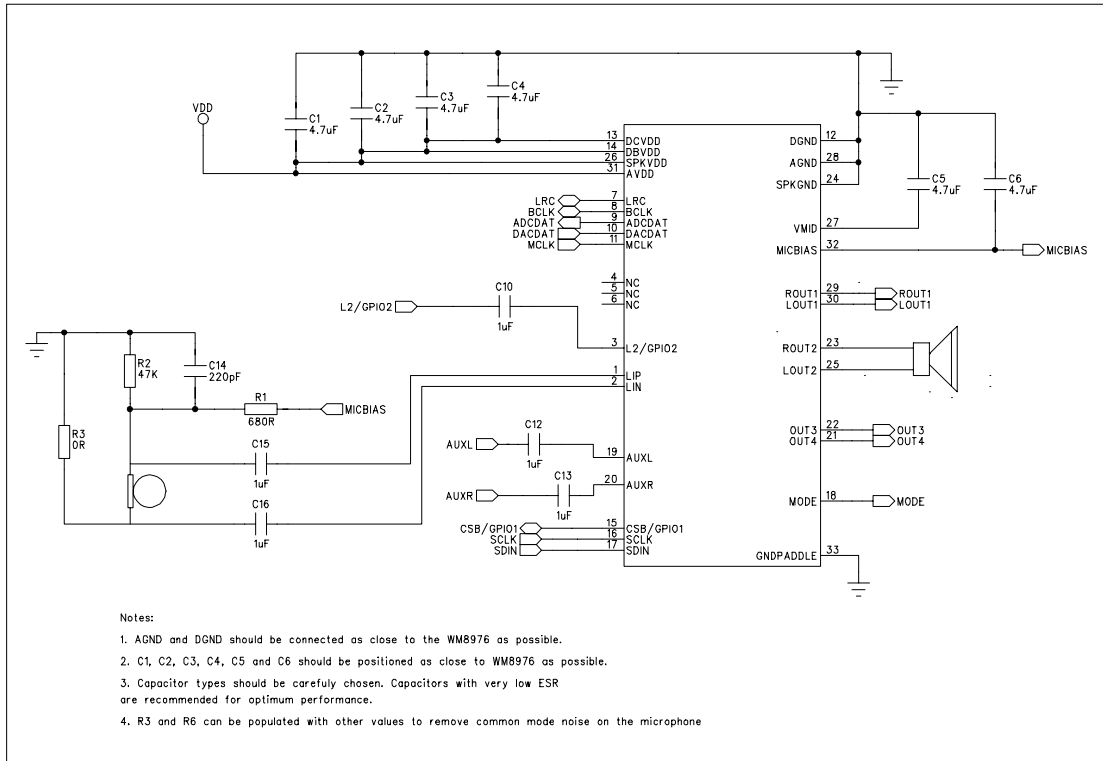 VDD
C1
4.7uF
C2
4.7uF
C3
4.7uF
C4
4.7uF
13 DCVDD
14 DBVDD
26 SPKVDD
31 AVDD
LRC 7 LRC
BCLK 8 BCLK
ADCDAT 9 ADCDAT
DACDAT 10 DACDAT
MCLK 11 MCLK
4 NC
5 NC
6 NC
L2/GPIO2
C10
1uF
3 L2/GPIO2
1 LIP
2 LIN
R2
47K
C14
220pF
R1
680R
MICBIAS
R3
0R
C15
1uF
C16
1uF
AUXL
C12
1uF
19 AUXL
AUXR
C13
1uF
20 AUXR
CSB/GPIO1 15 CSB/GPIO1
SCLK 16 SCLK
SDIN 17 SDIN
DGND 12
AGND 28
SPKGND 24
C5
4.7uF
C6
4.7uF
VMID 27
MICBIAS 32 MICBIAS
ROUT1 29 ROUT1
LOUT1 30 LOUT1
ROUT2 23
LOUT2 25
OUT3 22 OUT3
OUT4 21 OUT4
MODE 18 MODE
GNDPADDLE 33
Notes:
1. AGND and DGND should be connected as close to the WM8976 as possible.
2. C1, C2, C3, C4, C5 and C6 should be positioned as close to WM8976 as possible.
3. Capacitor types should be carefuly chosen. Capacitors with very low ESR
are recommended for optimum performance.
4. R3 and R6 can be populated with other values to remove common mode noise on the microphone